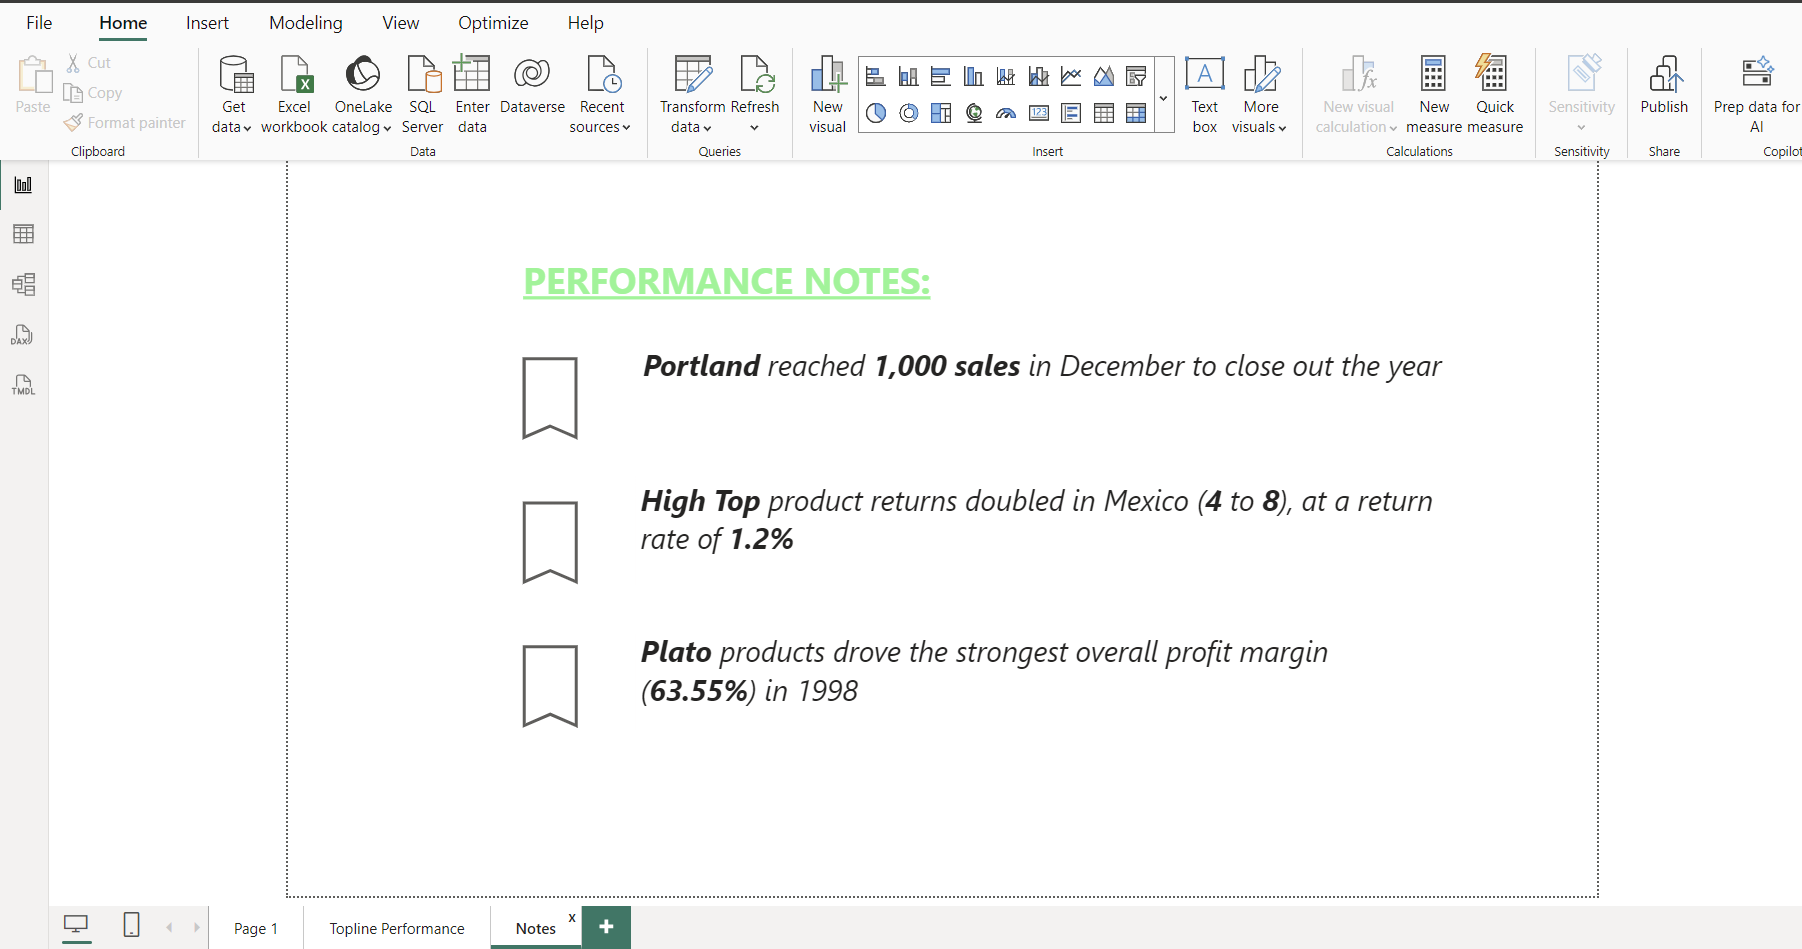 File Home Insert Modeling View Optimize Help
Paste
Cut
Copy
Format painter
Clipboard
Get data
Excel workbook
OneLake catalog
SQL Server
Enter data
Dataverse
Recent sources
Data
Transform data
Refresh
Queries
New visual
123
Text box
More visuals
Insert
New visual calculation
New measure
Quick measure
Calculations
Sensitivity
Sensitivity
Publish
Share
Prep data for AI
Copilot
DAX
TMDL
PERFORMANCE NOTES:
Portland reached 1,000 sales in December to close out the year
High Top product returns doubled in Mexico (4 to 8), at a return
rate of 1.2%
Plato products drove the strongest overall profit margin
(63.55%) in 1998
Page 1
Topline Performance
Notes
x
+